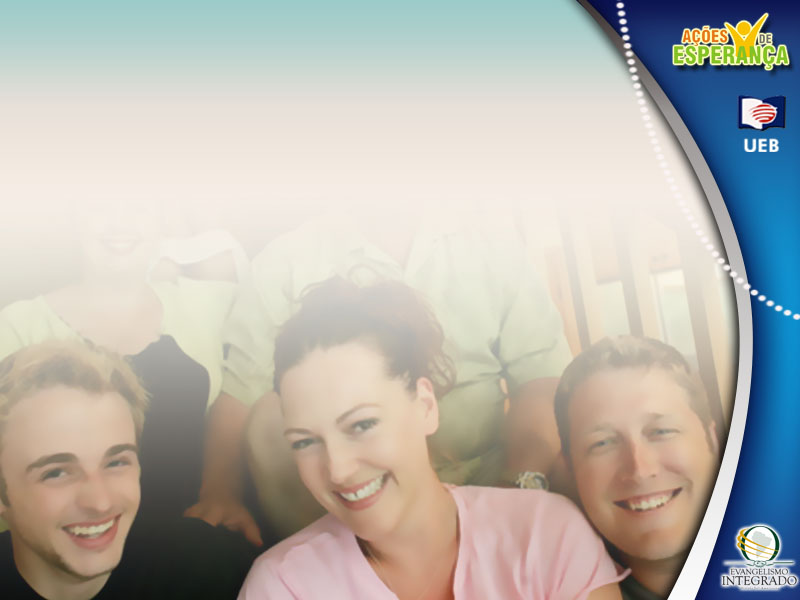 AÇÕES DE
ESPERANÇA
UEB
EVANGELISMO
INTEGRADO